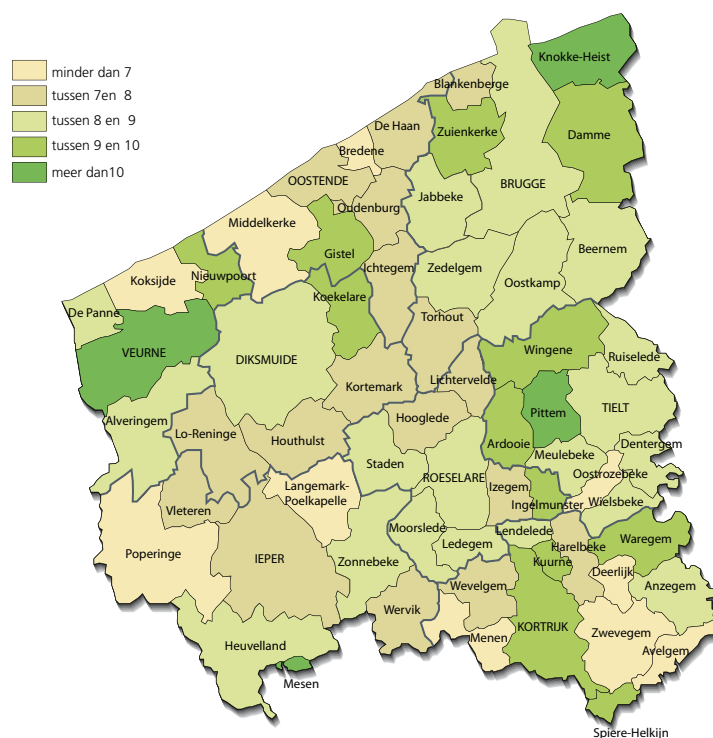 minder dan 7
tussen 7en 8
tussen 8 en 9
tussen 9 en 10
meer dan10
Knokke-Heist
Blankenberge
De Haan
Zuienkerke
Damme
Bredene
OOSTENDE
BRUGGE
Jabbeke
Oudenburg
Middelkerke
Gistel
Beernem
Ichtegem
Zedelgem
Nieuwpoort
Koksijde
Oostkamp
Koekelare
De Panne
Torhout
VEURNE
DIKSMUIDE
Wingene
Ruiselede
Kortemark
Lichtervelde
Pittem
TIELT
Alveringem
Hooglede
Lo-Reninge
Houthulst
Ardooie
Dentergem
Meulebeke
Staden
Oostrozebeke
ROESELARE
Langemark-
Poelkapelle
Izegem
Ingelmunster
Wielsbeke
Vleteren
Moorslede
Lendelede
Waregem
Ledegem
Harelbeke
Poperinge
IEPER
Zonnebeke
Kuurne
Deerlijk
Wevelgem
Anzegem
Wervik
KORTRIJK
Zwevegem
Menen
Heuvelland
Avelgem
Mesen
Spiere-Helkijn